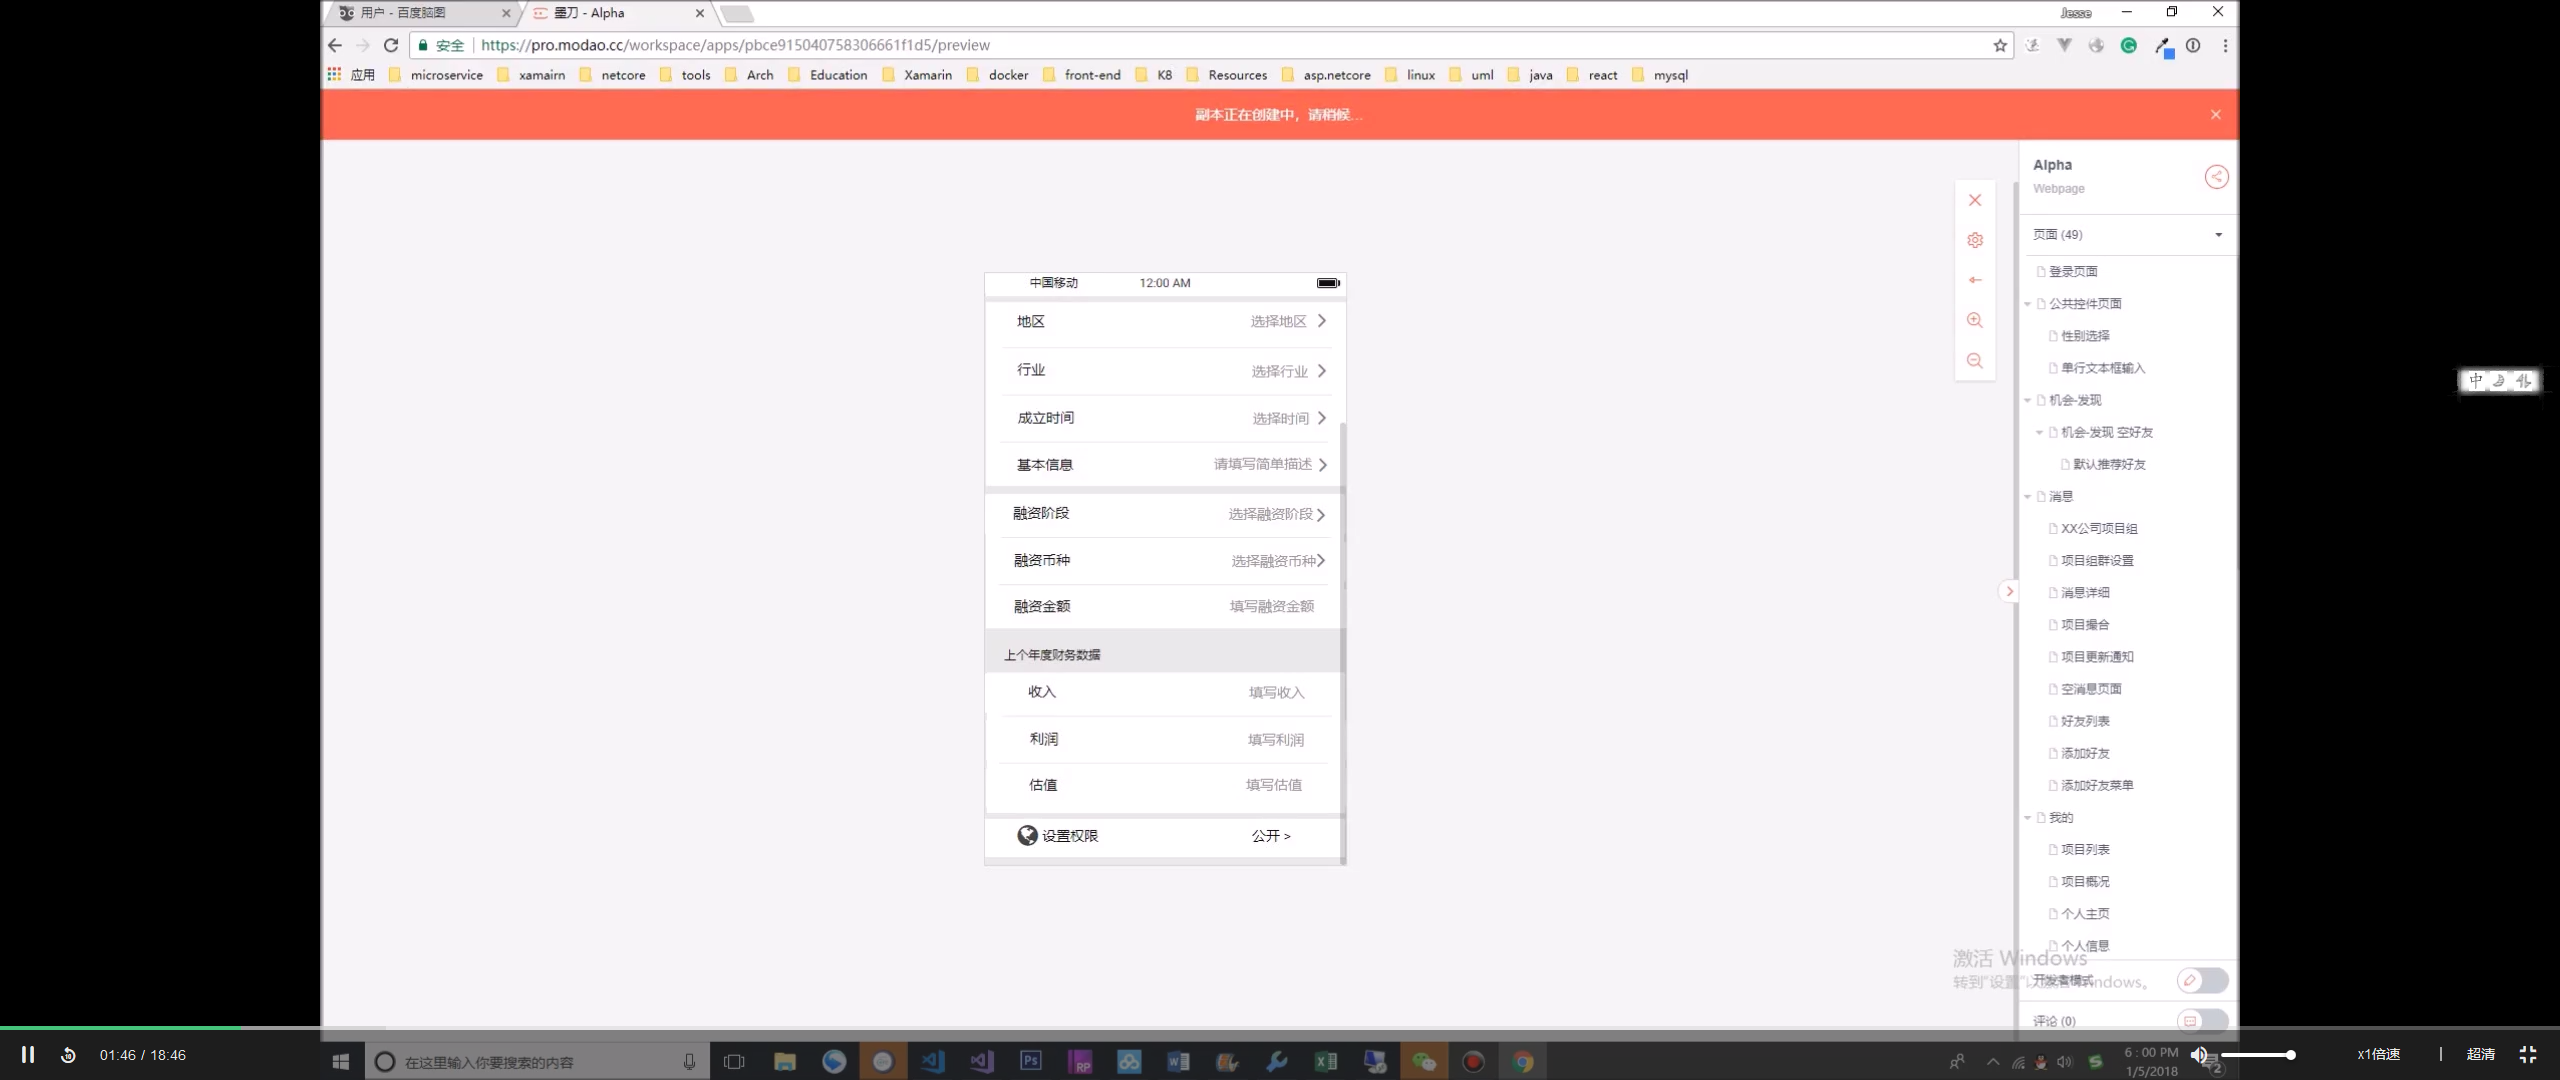 用户 - 百度脑图
墨刀 - Alpha
Jesse
安全
https://pro.modao.cc/workspace/apps/pbce915040758306661f1d5/preview
应用 microservice xamairn netcore tools Arch Education Xamarin docker front-end K8 Resources asp.netcore linux uml java react mysql
副本正在创建中，请稍候...
Alpha
Webpage
页面 (49)
登录页面
公共控件页面
性别选择
单行文本框输入
机会-发现
机会-发现 空好友
默认推荐好友
消息
XX公司项目组
项目组群设置
消息详细
项目撮合
项目更新通知
空消息页面
好友列表
添加好友
添加好友菜单
我的
项目列表
项目概况
个人主页
个人信息
开发者模式
评论 (0)
中国移动 12:00 AM
地区 选择地区
行业 选择行业
成立时间 选择时间
基本信息 请填写简单描述
融资阶段 选择融资阶段
融资币种 选择融资币种
融资金额 填写融资金额
上个年度财务数据
收入 填写收入
利润 填写利润
估值 填写估值
设置权限 公开 >
中
激活 Windows
转到"设置"以激活 Windows。
01:46 / 18:46
在这里输入你要搜索的内容
Ps
RP
6:00 PM
1/5/2018
2
x1倍速
超清